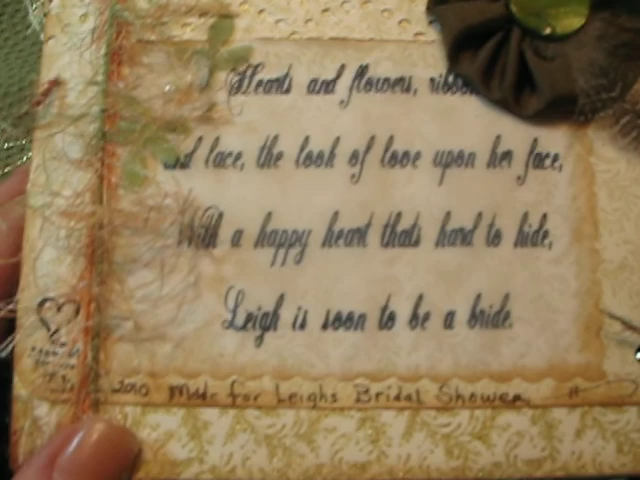 Hearts and flowers,
lace, the look of love upon her face,
With a happy heart thats hard to hide,
Leigh is soon to be a bride.
2010 Made for Leighs Bridal Shower